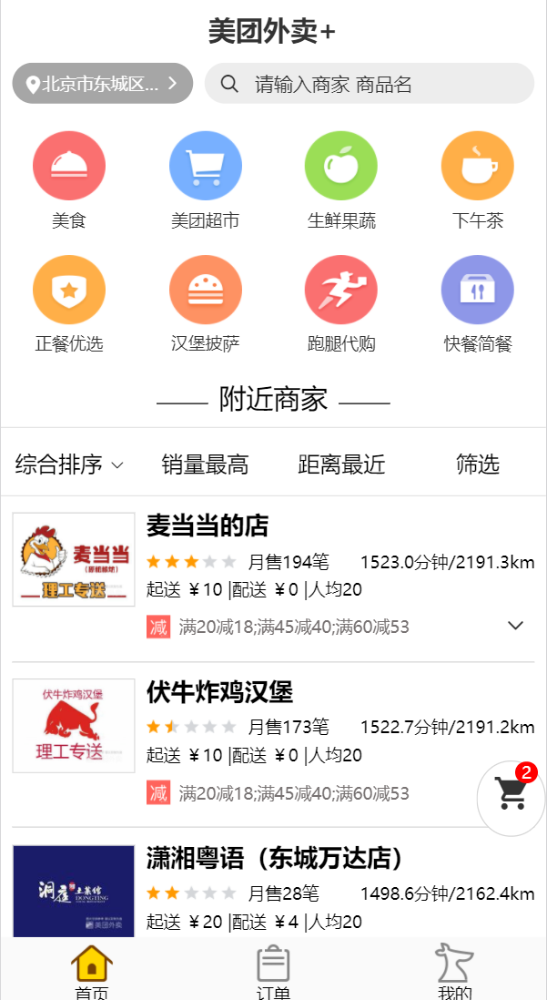 美团外卖+
北京市东城区... 请输入商家 商品名
美食 美团超市 生鲜果蔬 下午茶
正餐优选 汉堡披萨 跑腿代购 快餐简餐
附近商家
综合排序 销量最高 距离最近 筛选
麦当当
理工专送
麦当当的店
月售194笔 1523.0分钟/2191.3km
起送 ￥10 |配送 ￥0 |人均20
减 满20减18;满45减40;满60减53
伏牛炸鸡汉堡
理工专送
伏牛炸鸡汉堡
月售173笔 1522.7分钟/2191.2km
起送 ￥10 |配送 ￥0 |人均20
减 满20减18;满45减40;满60减53
2
洞庭土菜馆
DONGTING
美团外卖
潇湘粤语（东城万达店）
月售28笔 1498.6分钟/2162.4km
起送 ￥20 |配送 ￥4 |人均20
首页 订单 我的